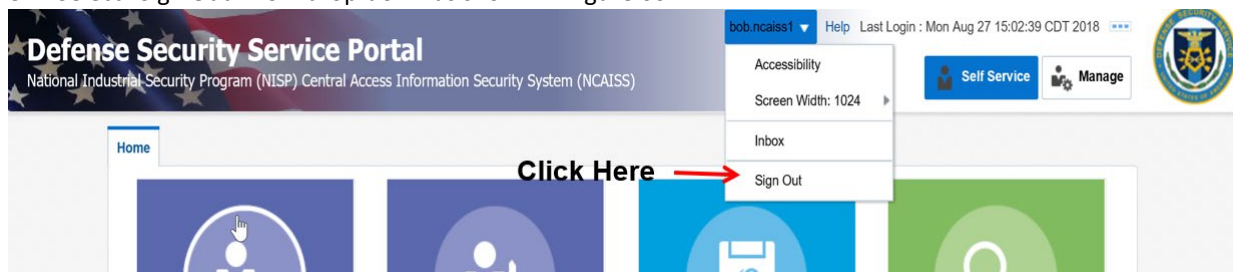 bob.ncaiss1 Help Last Login : Mon Aug 27 15:02:39 CDT 2018
Defense Security Service Portal
National Industrial Security Program (NISP) Central Access Information Security System (NCAISS)
Accessibility
Screen Width: 1024
Inbox
Sign Out
Self Service
Manage
Home
Click Here